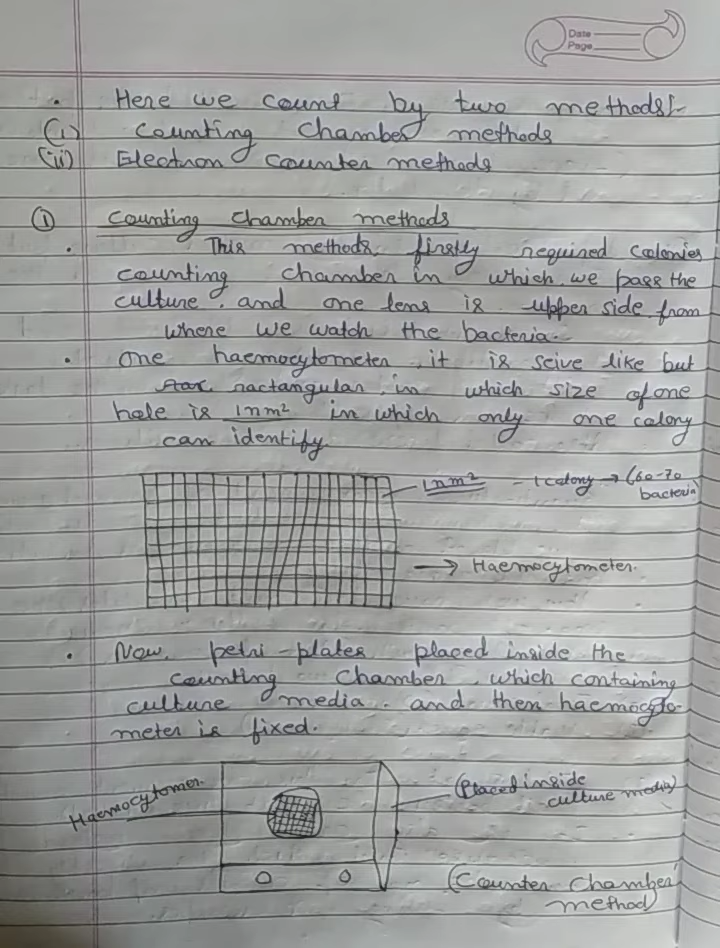 Date
Page
. Here we count by two methods:-
(i) Counting Chamber methods
(ii) Electron counter methods
① Counting chamber methods
. This methods, firstly required colonies
counting chamber in which we pass the
culture. and one lens is upper side from
where we watch the bacteria.
. One haemocytometer, it is seive like but
ractangular, in which size of one
hole is 1nm² in which only one colony
can identify
1nm² - 1 colony → (60-70
bacteria)
→ Haemocytometer.
. Now, petri-plates placed inside the
counting chamber, which containing
culture media. and then haemocyto-
meter is fixed.
Haemocytomer.
(Placed inside
culture media)
(Counter Chamber
method)